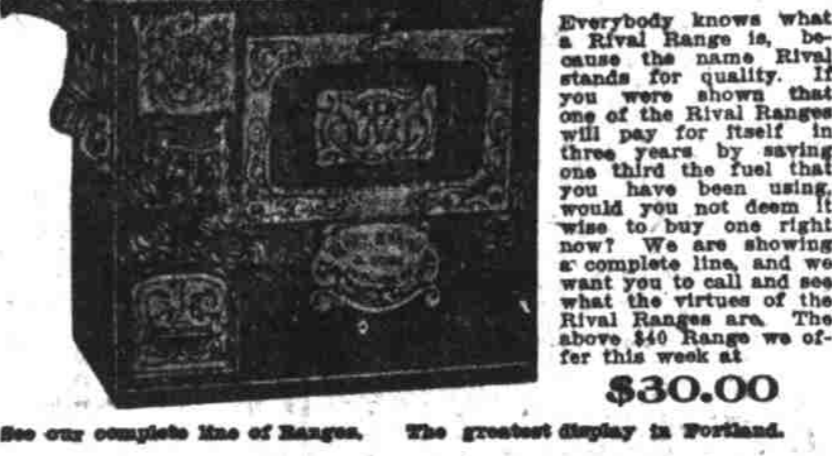 Everybody knows what
a Rival Range is, be-
cause the name Rival
stands for quality. If
you were shown that
one of the Rival Ranges
will pay for itself in
three years by saving
one third the fuel that
you have been using,
would you not deem it
wise to buy one right
now? We are showing
a complete line, and we
want you to call and see
what the virtues of the
Rival Ranges are. The
above $40 Range we of-
fer this week at
$30.00
See our complete line of Ranges. The greatest display in Portland.